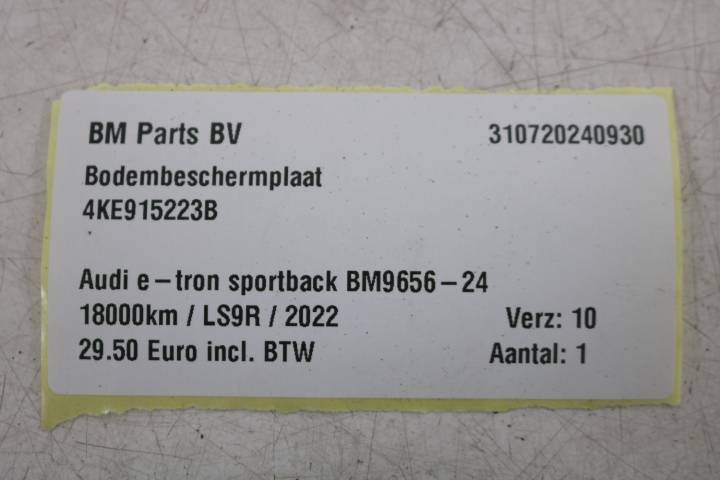 BM Parts BV 310720240930
Bodembeschermplaat
4KE915223B
Audi e-tron sportback BM9656-24
18000km / LS9R / 2022 Verz: 10
29.50 Euro incl. BTW Aantal: 1